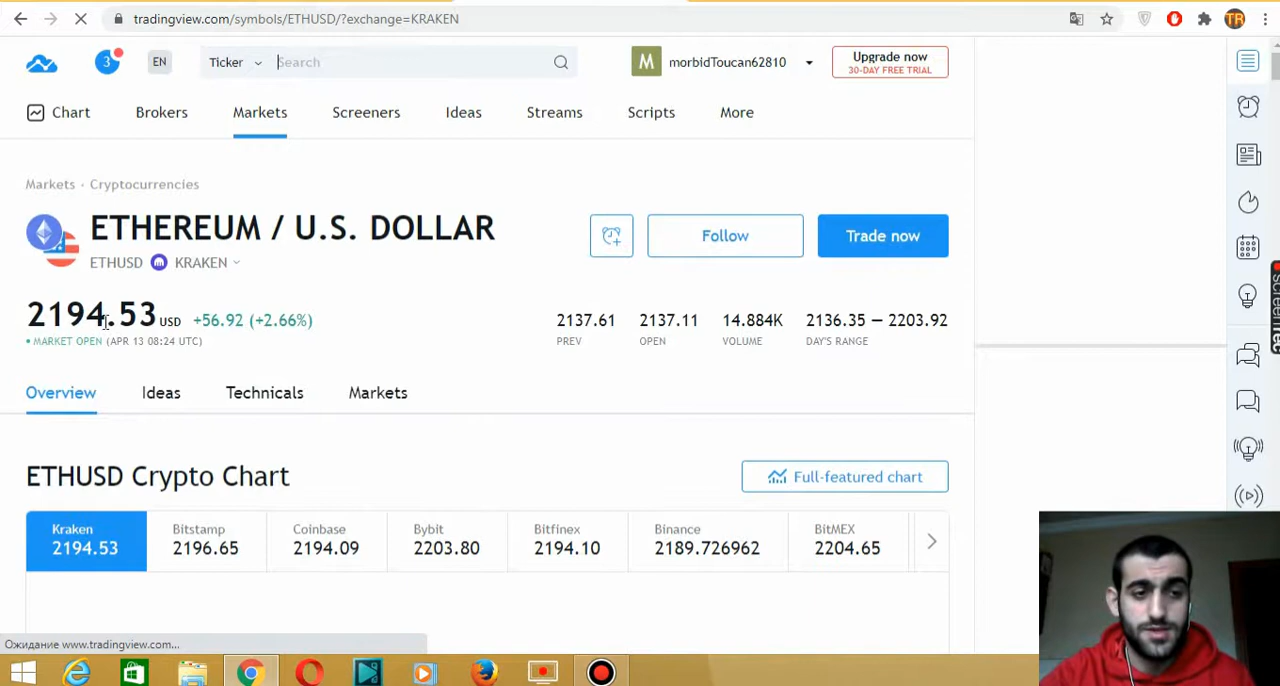 tradingview.com/symbols/ETHUSD/?exchange=KRAKEN
TR
3
EN
Ticker
Search
M
morbidToucan62810
Upgrade now
30-DAY FREE TRIAL
Chart
Brokers
Markets
Screeners
Ideas
Streams
Scripts
More
Markets · Cryptocurrencies
ETHEREUM / U.S. DOLLAR
Follow
Trade now
ETHUSD KRAKEN
2194.53 USD +56.92 (+2.66%)
MARKET OPEN (APR 13 08:24 UTC)
2137.61
PREV
2137.11
OPEN
14.884K
VOLUME
2136.35 — 2203.92
DAY'S RANGE
Overview
Ideas
Technicals
Markets
ETHUSD Crypto Chart
Full-featured chart
Kraken
2194.53
Bitstamp
2196.65
Coinbase
2194.09
Bybit
2203.80
Bitfinex
2194.10
Binance
2189.726962
BitMEX
2204.65
Ожидание www.tradingview.com...
screenrec